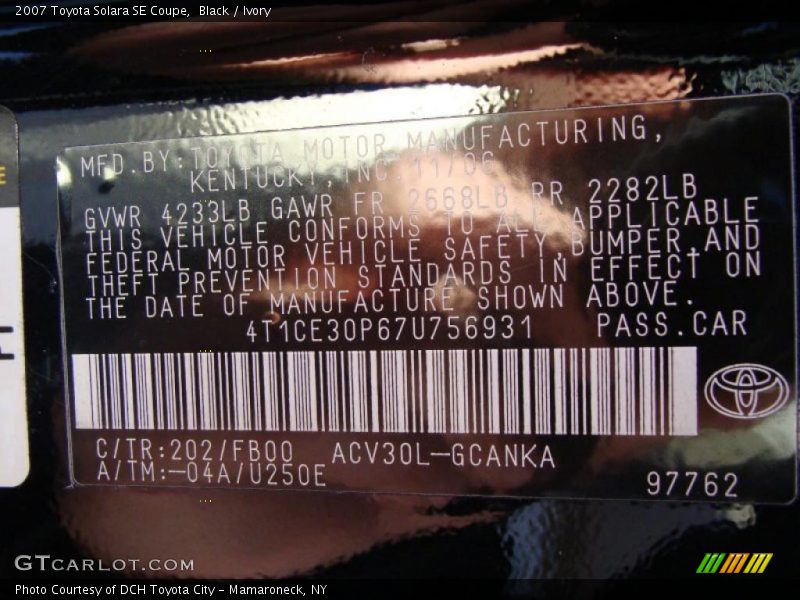 2007 Toyota Solara SE Coupe, Black / Ivory
MFD.BY:TOYOTA MOTOR MANUFACTURING,
KENTUCKY, INC. 11/06
GVWR 4233LB GAWR FR 2668LB RR 2282LB
THIS VEHICLE CONFORMS TO ALL APPLICABLE
FEDERAL MOTOR VEHICLE SAFETY,BUMPER,AND
THEFT PREVENTION STANDARDS IN EFFECT ON
THE DATE OF MANUFACTURE SHOWN ABOVE.
4T1CE30P67U756931 PASS.CAR
C/TR:202/FB00 ACV30L-GCANKA
A/TM:-04A/U250E
97762
GTCARLOT.COM
Photo Courtesy of DCH Toyota City - Mamaroneck, NY